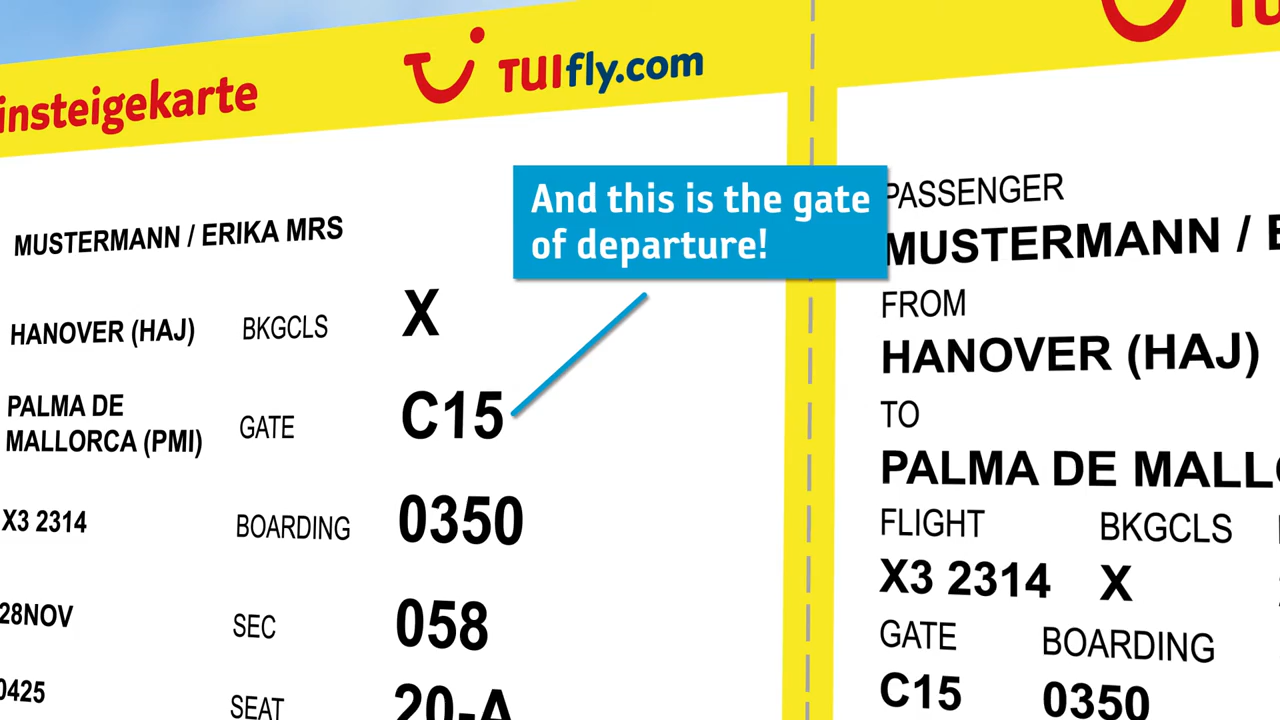 insteigekarte
TUIfly.com
And this is the gate
of departure!
MUSTERMANN / ERIKA MRS
HANOVER (HAJ) BKGCLS X
PALMA DE
MALLORCA (PMI) GATE C15
X3 2314 BOARDING 0350
28NOV SEC 058
0425 SEAT 20-A
PASSENGER
MUSTERMANN / E
FROM
HANOVER (HAJ)
TO
PALMA DE MALL
FLIGHT BKGCLS
X3 2314 X
GATE BOARDING
C15 0350